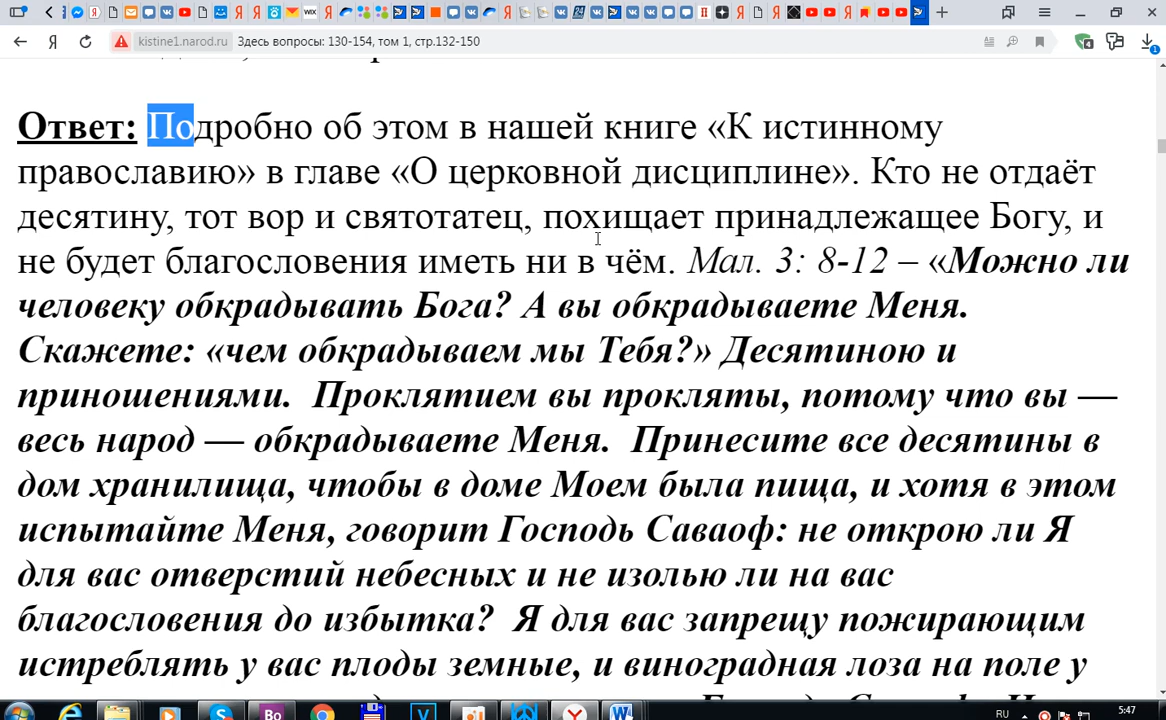 kistine1.narod.ru Здесь вопросы: 130-154, том 1, стр.132-150
Ответ: Подробно об этом в нашей книге «К истинному
православию» в главе «О церковной дисциплине». Кто не отдаёт
десятину, тот вор и святотатец, похищает принадлежащее Богу, и
не будет благословения иметь ни в чём. Мал. 3: 8-12 – «Можно ли
человеку обкрадывать Бога? А вы обкрадываете Меня.
Скажете: «чем обкрадываем мы Тебя?» Десятиною и
приношениями. Проклятием вы прокляты, потому что вы —
весь народ — обкрадываете Меня. Принесите все десятины в
дом хранилища, чтобы в доме Моем была пища, и хотя в этом
испытайте Меня, говорит Господь Саваоф: не открою ли Я
для вас отверстий небесных и не изолью ли на вас
благословения до избытка? Я для вас запрещу пожирающим
истреблять у вас плоды земные, и виноградная лоза на поле у
RU 5:47